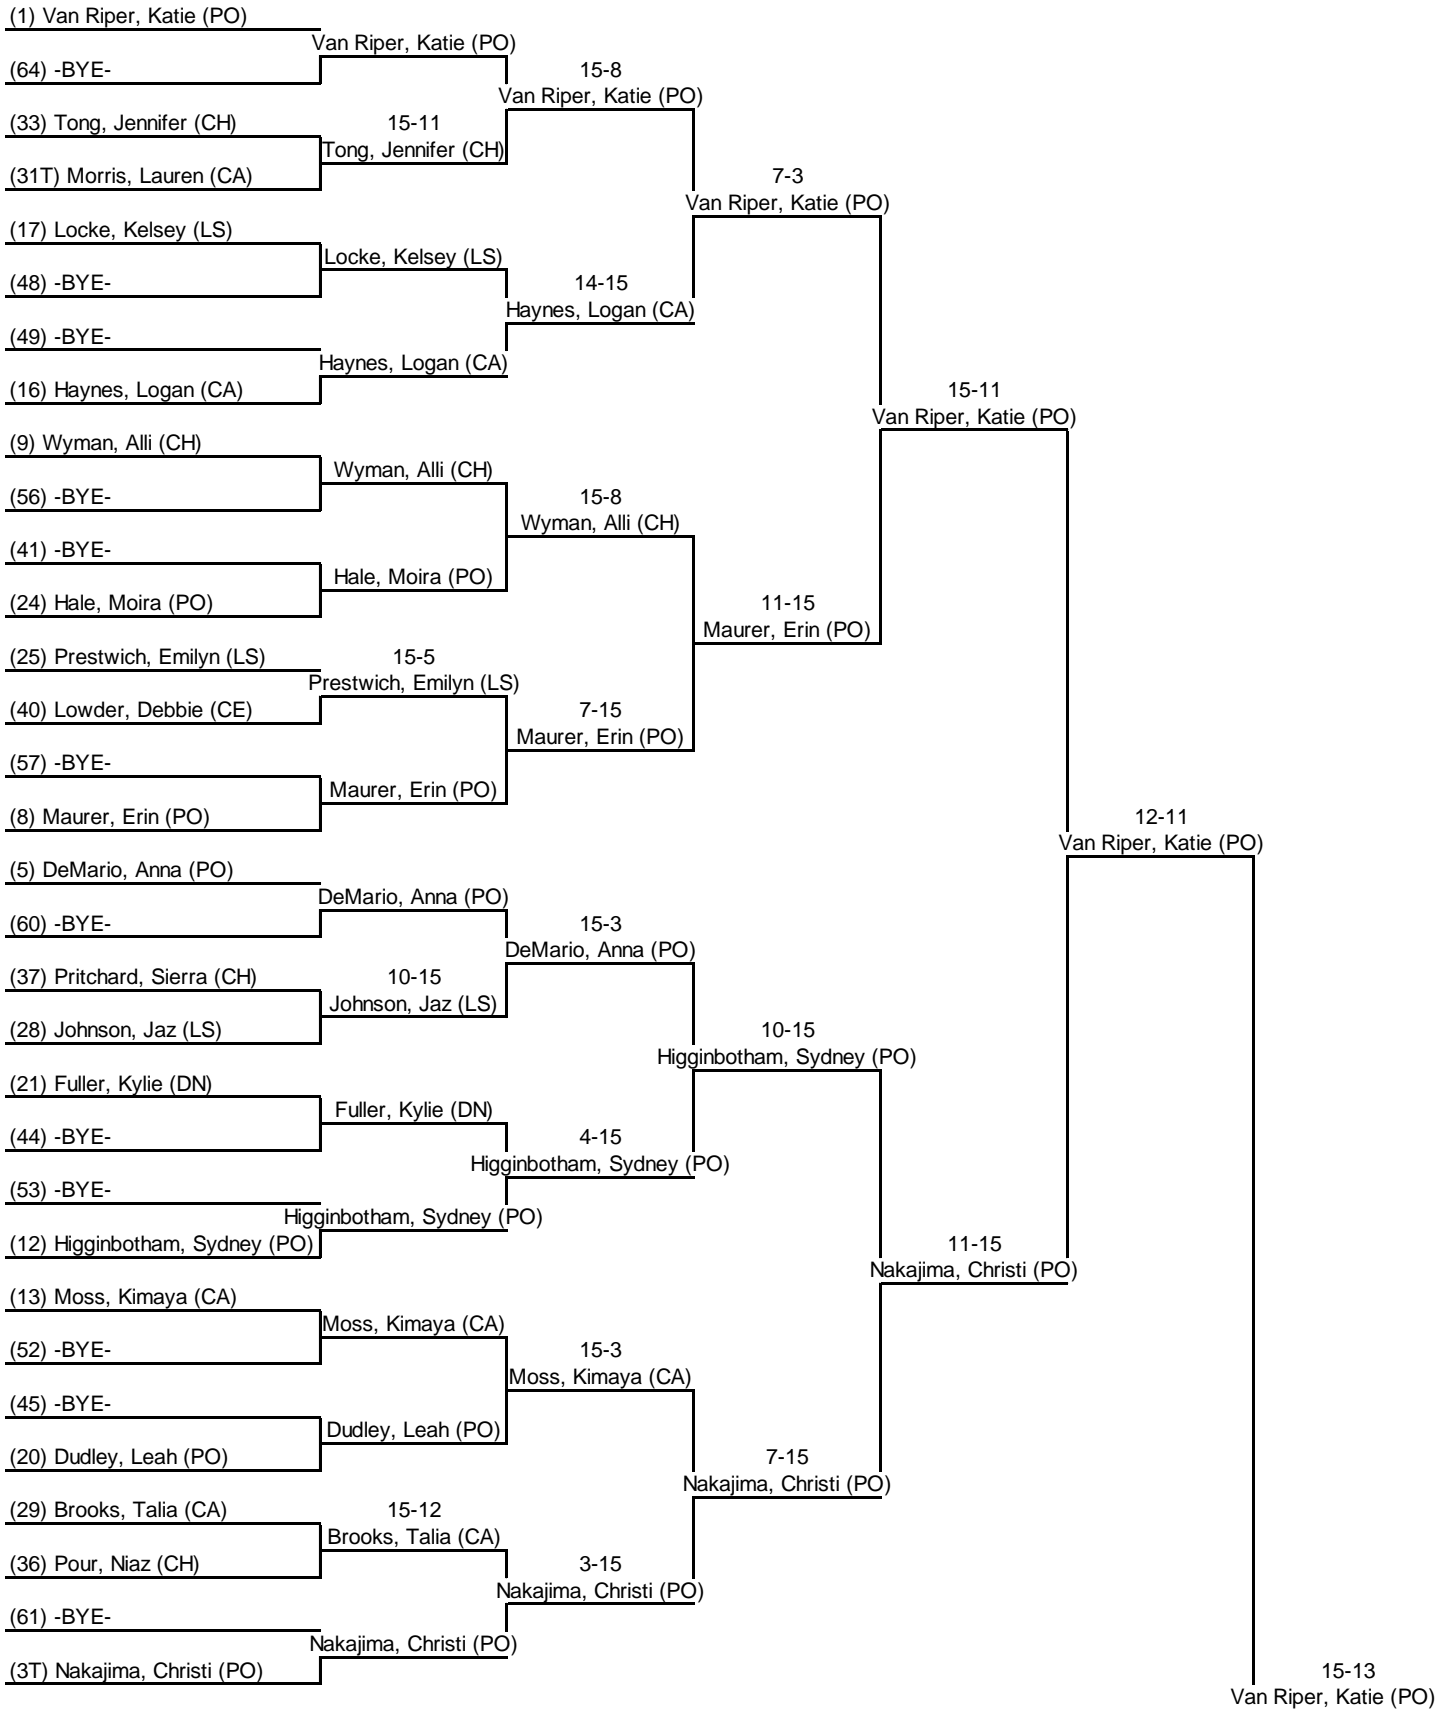 (1) Van Riper, Katie (PO)
Van Riper, Katie (PO)
(64) -BYE-
15-8
Van Riper, Katie (PO)
(33) Tong, Jennifer (CH)
15-11
Tong, Jennifer (CH)
(31T) Morris, Lauren (CA)
7-3
Van Riper, Katie (PO)
(17) Locke, Kelsey (LS)
Locke, Kelsey (LS)
(48) -BYE-
14-15
Haynes, Logan (CA)
(49) -BYE-
Haynes, Logan (CA)
(16) Haynes, Logan (CA)
15-11
Van Riper, Katie (PO)
(9) Wyman, Alli (CH)
Wyman, Alli (CH)
(56) -BYE-
15-8
Wyman, Alli (CH)
(41) -BYE-
Hale, Moira (PO)
(24) Hale, Moira (PO)
11-15
Maurer, Erin (PO)
(25) Prestwich, Emilyn (LS)
15-5
Prestwich, Emilyn (LS)
(40) Lowder, Debbie (CE)
7-15
Maurer, Erin (PO)
(57) -BYE-
Maurer, Erin (PO)
(8) Maurer, Erin (PO)
12-11
Van Riper, Katie (PO)
(5) DeMario, Anna (PO)
DeMario, Anna (PO)
(60) -BYE-
15-3
DeMario, Anna (PO)
(37) Pritchard, Sierra (CH)
10-15
Johnson, Jaz (LS)
(28) Johnson, Jaz (LS)
10-15
Higginbotham, Sydney (PO)
(21) Fuller, Kylie (DN)
Fuller, Kylie (DN)
(44) -BYE-
4-15
Higginbotham, Sydney (PO)
(53) -BYE-
Higginbotham, Sydney (PO)
(12) Higginbotham, Sydney (PO)
11-15
Nakajima, Christi (PO)
(13) Moss, Kimaya (CA)
Moss, Kimaya (CA)
(52) -BYE-
15-3
Moss, Kimaya (CA)
(45) -BYE-
Dudley, Leah (PO)
(20) Dudley, Leah (PO)
7-15
Nakajima, Christi (PO)
(29) Brooks, Talia (CA)
15-12
Brooks, Talia (CA)
(36) Pour, Niaz (CH)
3-15
Nakajima, Christi (PO)
(61) -BYE-
Nakajima, Christi (PO)
(3T) Nakajima, Christi (PO)
15-13
Van Riper, Katie (PO)